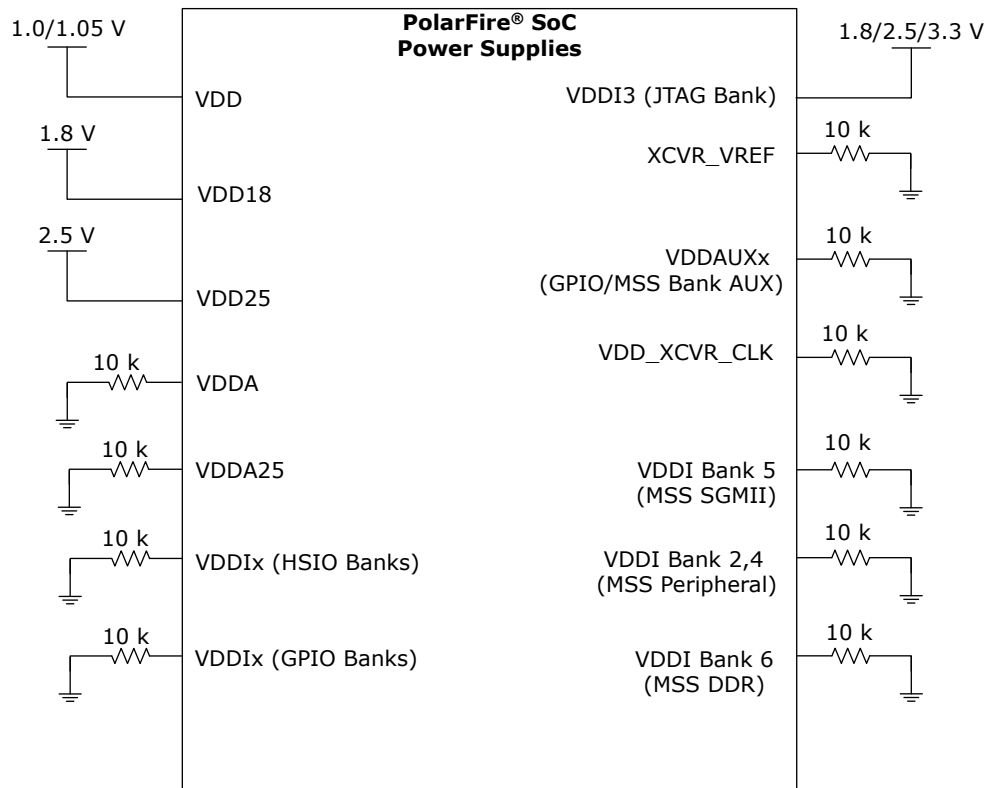 PolarFire® SoC
Power Supplies
1.0/1.05 V
VDD
1.8 V
VDD18
2.5 V
VDD25
10 k
VDDA
10 k
VDDA25
10 k
VDDIx (HSIO Banks)
10 k
VDDIx (GPIO Banks)
1.8/2.5/3.3 V
VDDI3 (JTAG Bank)
10 k
XCVR_VREF
10 k
VDDAUXx
(GPIO/MSS Bank AUX)
10 k
VDD_XCVR_CLK
10 k
VDDI Bank 5
(MSS SGMII)
10 k
VDDI Bank 2,4
(MSS Peripheral)
10 k
VDDI Bank 6
(MSS DDR)